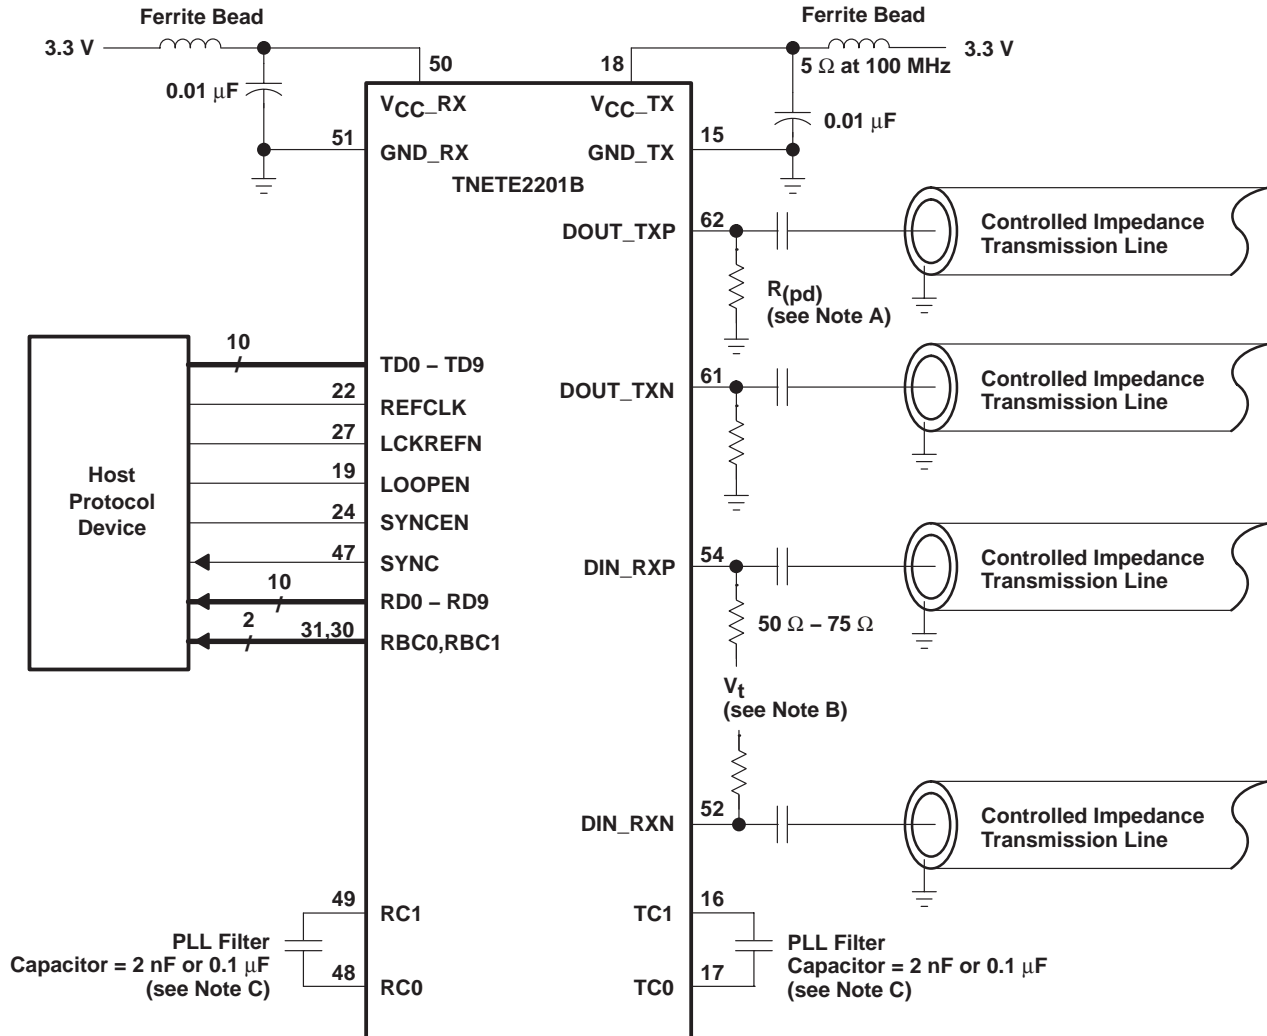 Ferrite Bead
3.3 V
0.01 μF
50
51
VCC_RX
GND_RX
Ferrite Bead
3.3 V
5 Ω at 100 MHz
0.01 μF
18
15
VCC_TX
GND_TX
TNETE2201B
DOUT_TXP
62
R(pd)
(see Note A)
Controlled Impedance
Transmission Line
DOUT_TXN
61
Controlled Impedance
Transmission Line
Host
Protocol
Device
10
TD0 – TD9
22
REFCLK
27
LCKREFN
19
LOOPEN
24
SYNCEN
47
SYNC
10
RD0 – RD9
2
31,30
RBC0,RBC1
DIN_RXP
54
50 Ω – 75 Ω
Controlled Impedance
Transmission Line
Vt
(see Note B)
DIN_RXN
52
Controlled Impedance
Transmission Line
49
RC1
PLL Filter
Capacitor = 2 nF or 0.1 μF
(see Note C)
48
RC0
TC1
16
PLL Filter
Capacitor = 2 nF or 0.1 μF
(see Note C)
TC0
17